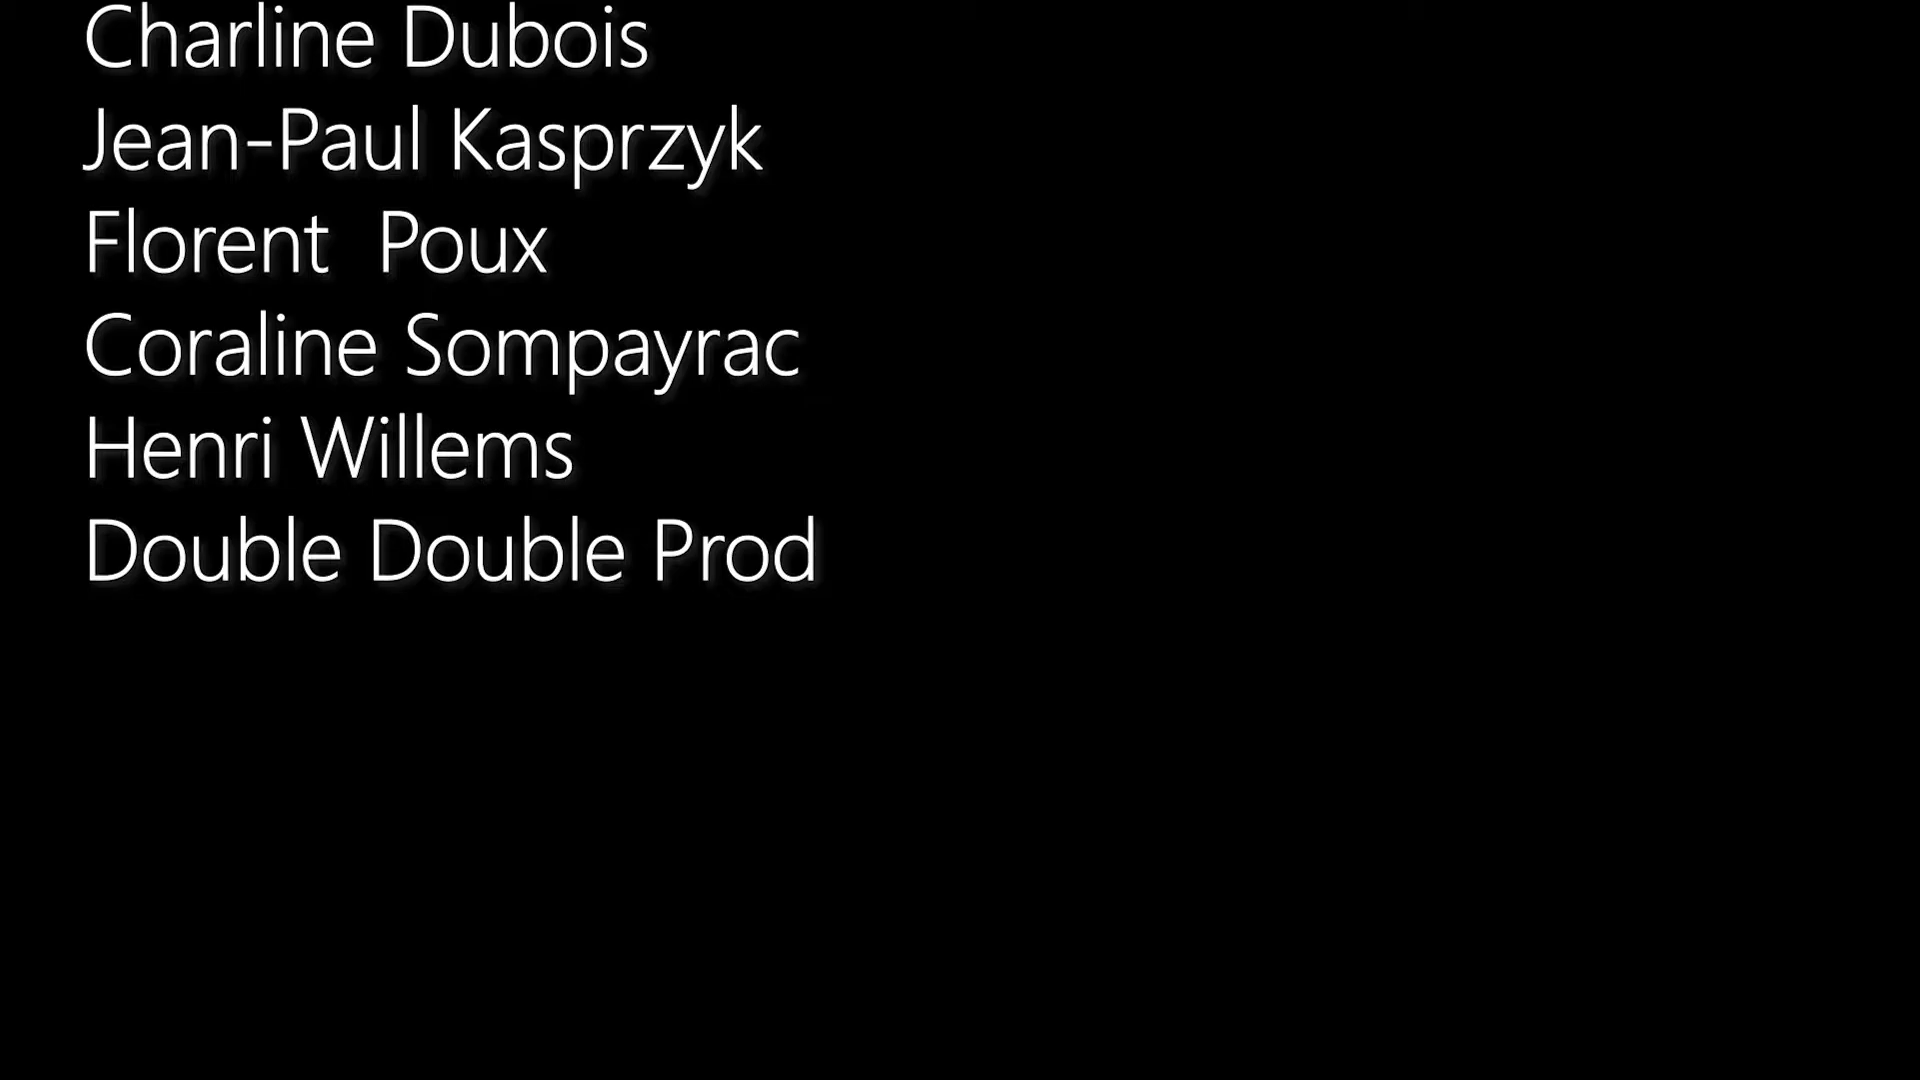 Charline Dubois
Jean-Paul Kasprzyk
Florent  Poux
Coraline Sompayrac
Henri Willems
Double Double Prod